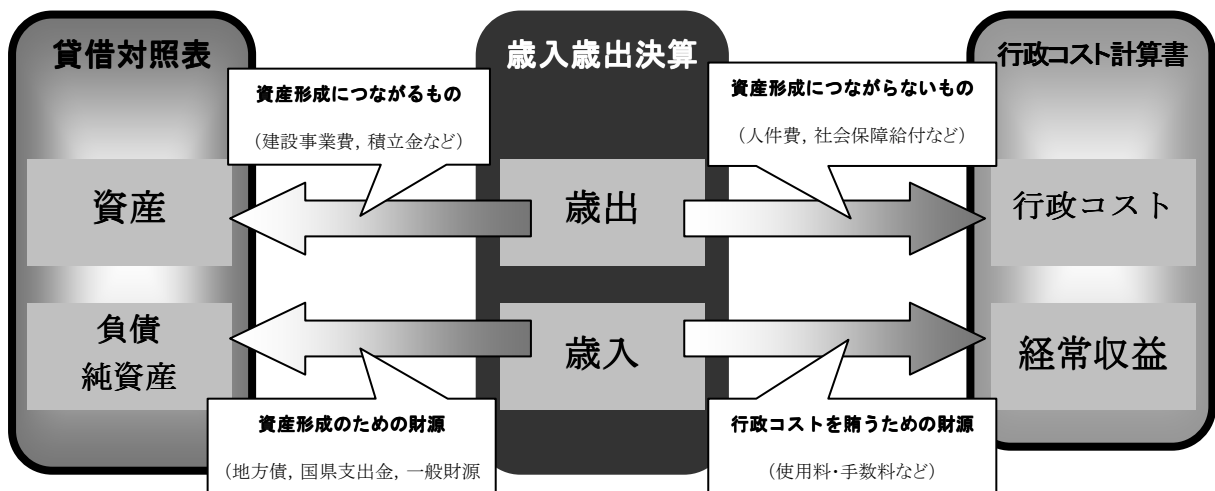 貸借対照表
歳入歳出決算
行政コスト計算書
資産形成につながるもの
(建設事業費, 積立金など)
資産形成につながらないもの
(人件費, 社会保障給付など)
資産
歳出
行政コスト
負債
純資産
歳入
経常収益
資産形成のための財源
(地方債, 国県支出金, 一般財源
行政コストを賄うための財源
(使用料・手数料など)